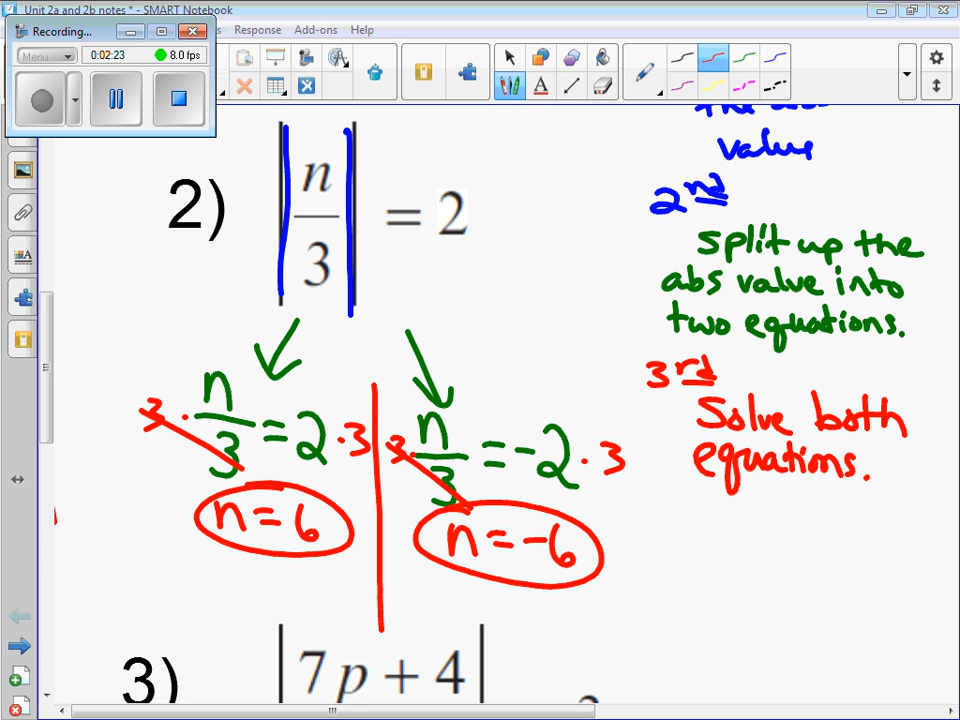 Unit 2a and 2b notes * - SMART Notebook
Recording...
Menu
0:02:23
8.0 fps
Response Add-ons Help
value
2nd
split up the
abs value into
two equations.
3rd
Solve both
equations.
2) |n/3| = 2
3 · n/3 = 2 · 3
n = 6
3 · n/3 = -2 · 3
n = -6
3) |7p + 4|